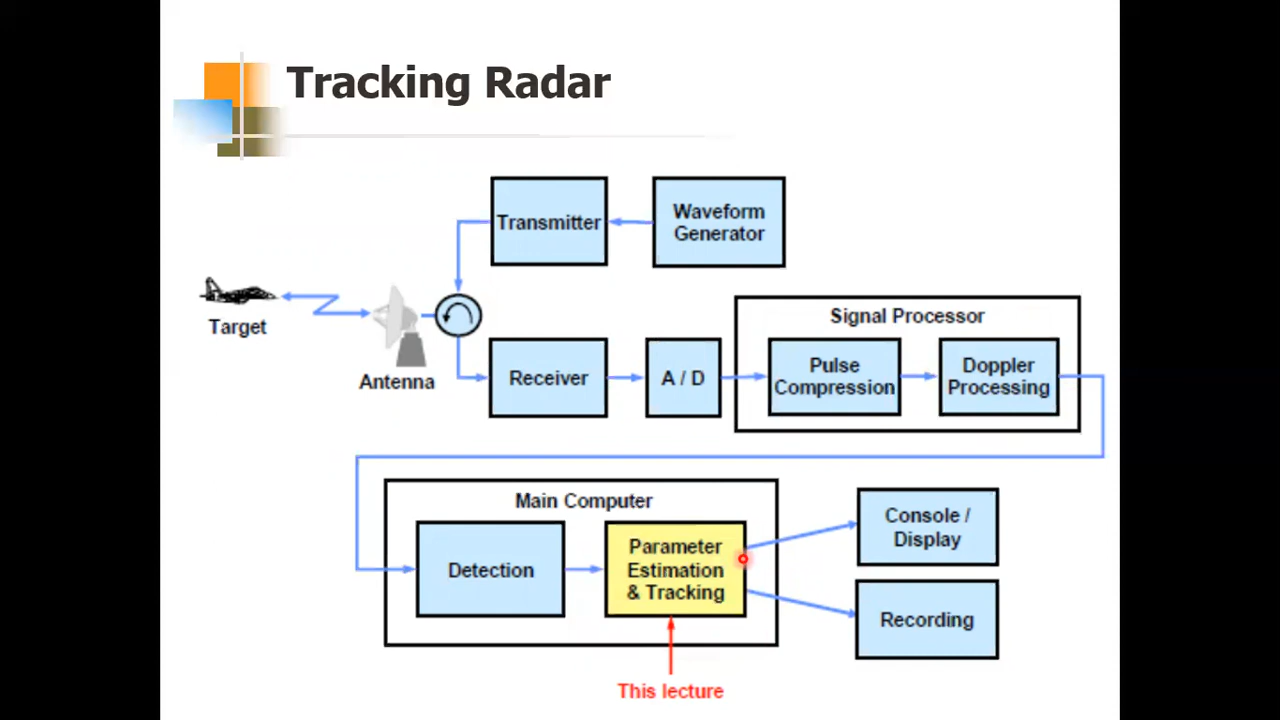 Tracking Radar
Transmitter
Waveform
Generator
Target
Antenna
Receiver
A / D
Signal Processor
Pulse
Compression
Doppler
Processing
Main Computer
Detection
Parameter
Estimation
& Tracking
Console /
Display
Recording
This lecture